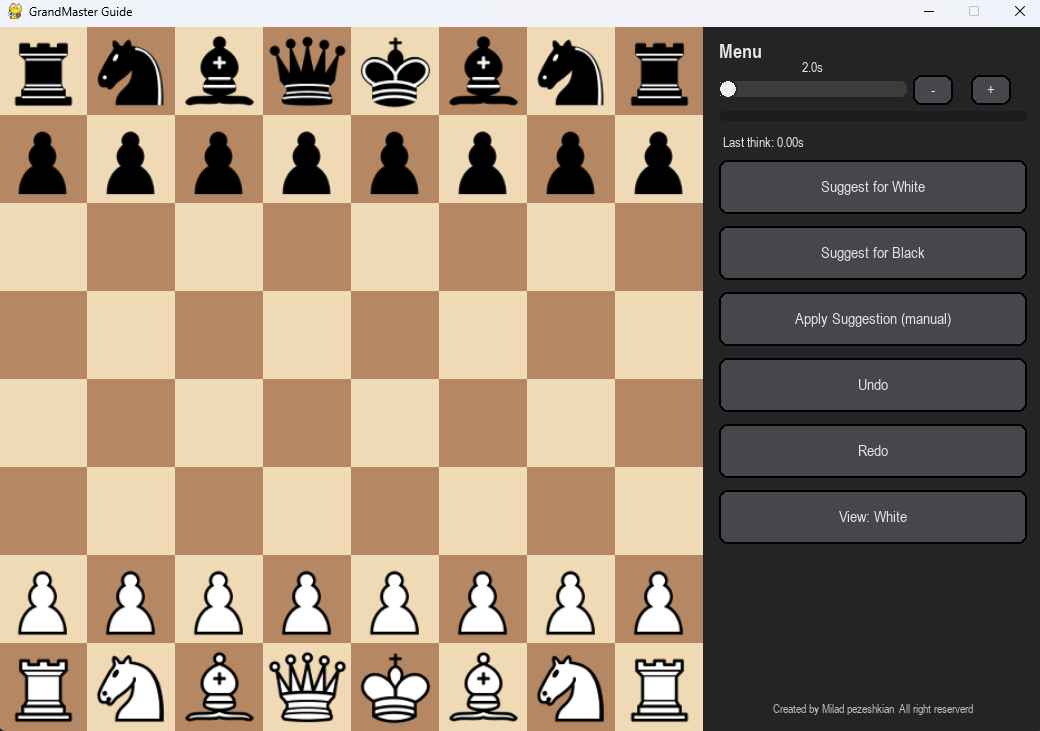 GrandMaster Guide
Menu
2.0s
-
+
Last think: 0.00s
Suggest for White
Suggest for Black
Apply Suggestion (manual)
Undo
Redo
View: White
Created by Milad pezeshkian All right reserverd